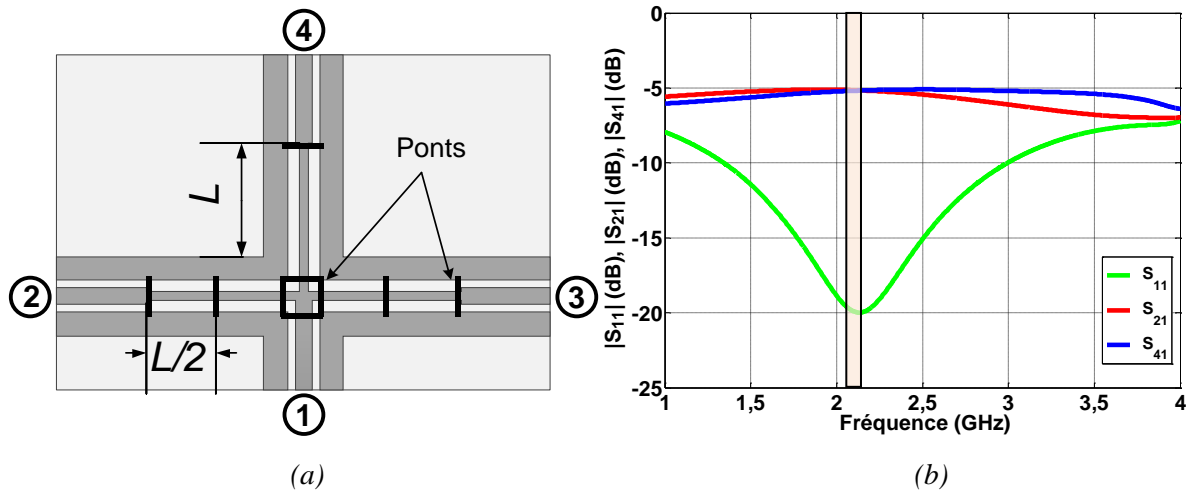 4
L
Ponts
2
3
L/2
1
(a)
|S11| (dB), |S21| (dB), |S41| (dB)
0
-5
-10
-15
-20
-25
1
1,5
2
2,5
3
3,5
4
S11
S21
S41
Fréquence (GHz)
(b)